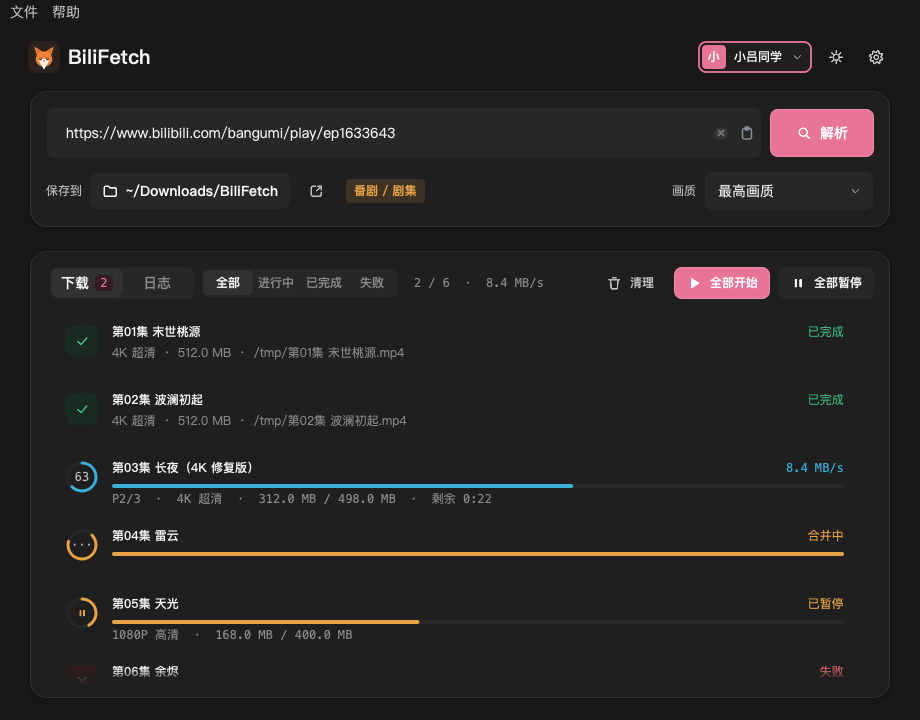 文件 帮助
BiliFetch
小 小吕同学
https://www.bilibili.com/bangumi/play/ep1633643
解析
保存到 ~/Downloads/BiliFetch 番剧 / 剧集 画质 最高画质
下载 2 日志 全部 进行中 已完成 失败 2 / 6 · 8.4 MB/s 清理 全部开始 全部暂停
第01集 末世桃源 已完成
4K 超清 · 512.0 MB · /tmp/第01集 末世桃源.mp4
第02集 波澜初起 已完成
4K 超清 · 512.0 MB · /tmp/第02集 波澜初起.mp4
63 第03集 长夜（4K 修复版） 8.4 MB/s
P2/3 · 4K 超清 · 312.0 MB / 498.0 MB · 剩余 0:22
第04集 雷云 合并中
···
第05集 天光 已暂停
1080P 高清 · 168.0 MB / 400.0 MB
第06集 余烬 失败